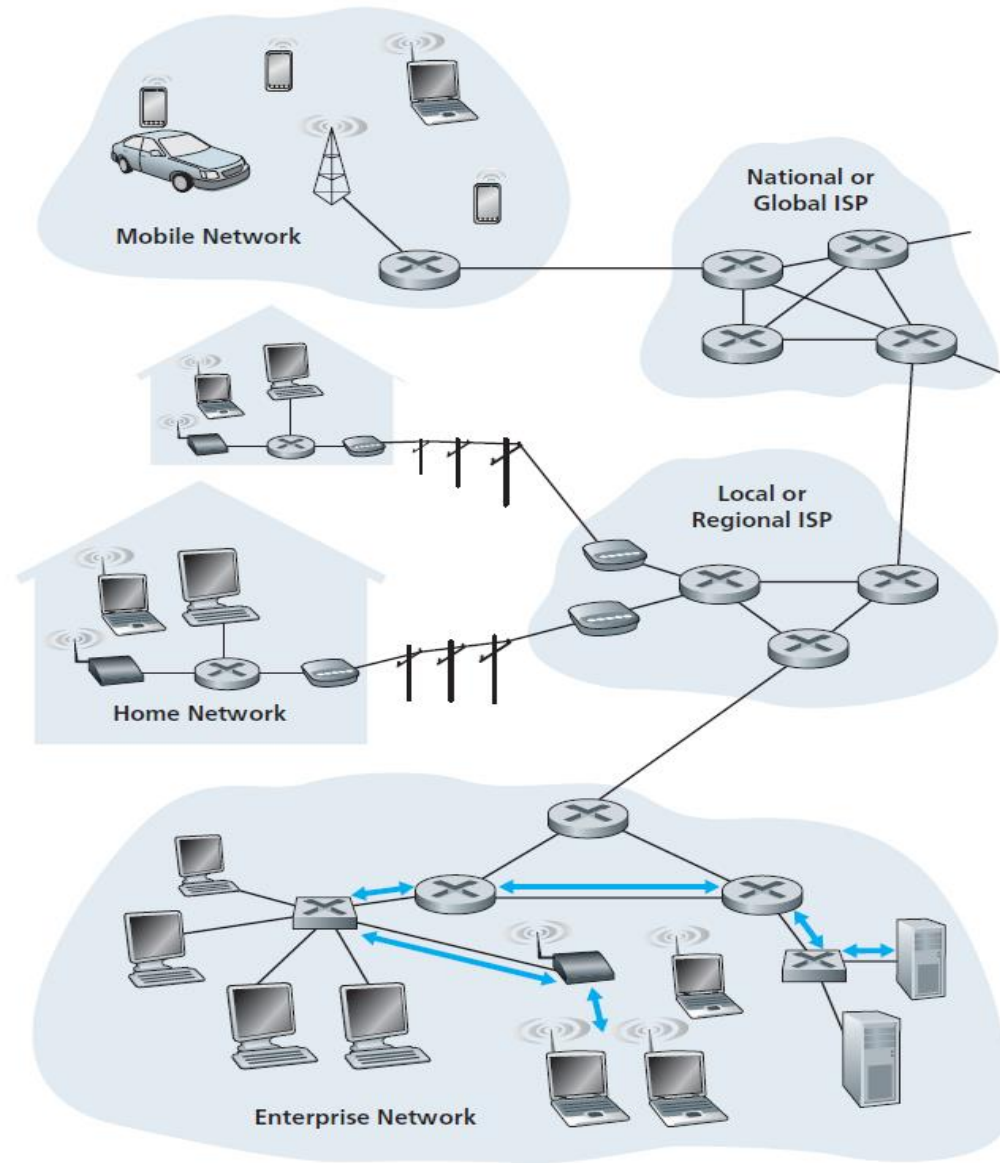 National or
Global ISP
Mobile Network
Local or
Regional ISP
Home Network
Enterprise Network